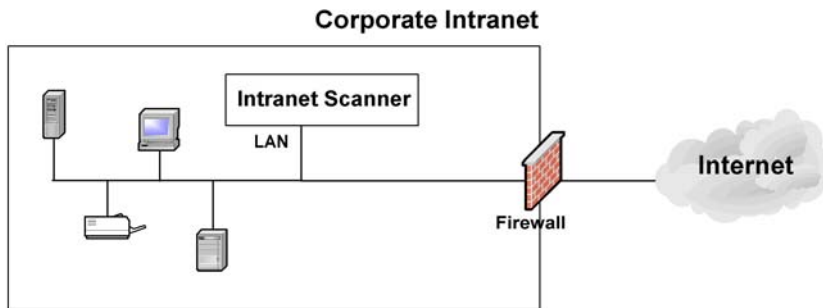 Corporate Intranet
Intranet Scanner
LAN
Internet
Firewall